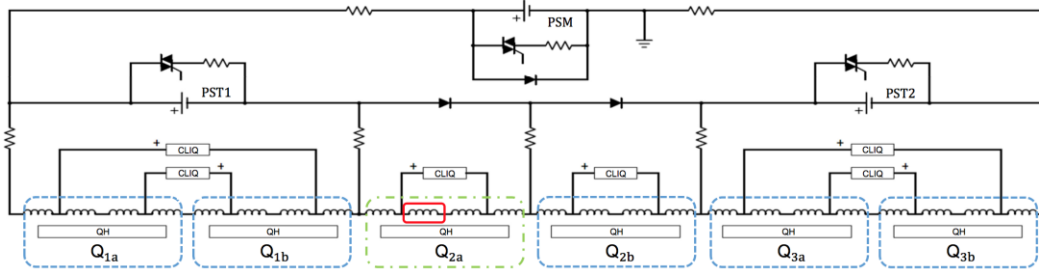 + PSM
+ PST1
+ PST2
+ CLIQ
CLIQ +
+ CLIQ
+ CLIQ
+ CLIQ
CLIQ +
QH
QH
QH
QH
QH
QH
Q1a
Q1b
Q2a
Q2b
Q3a
Q3b